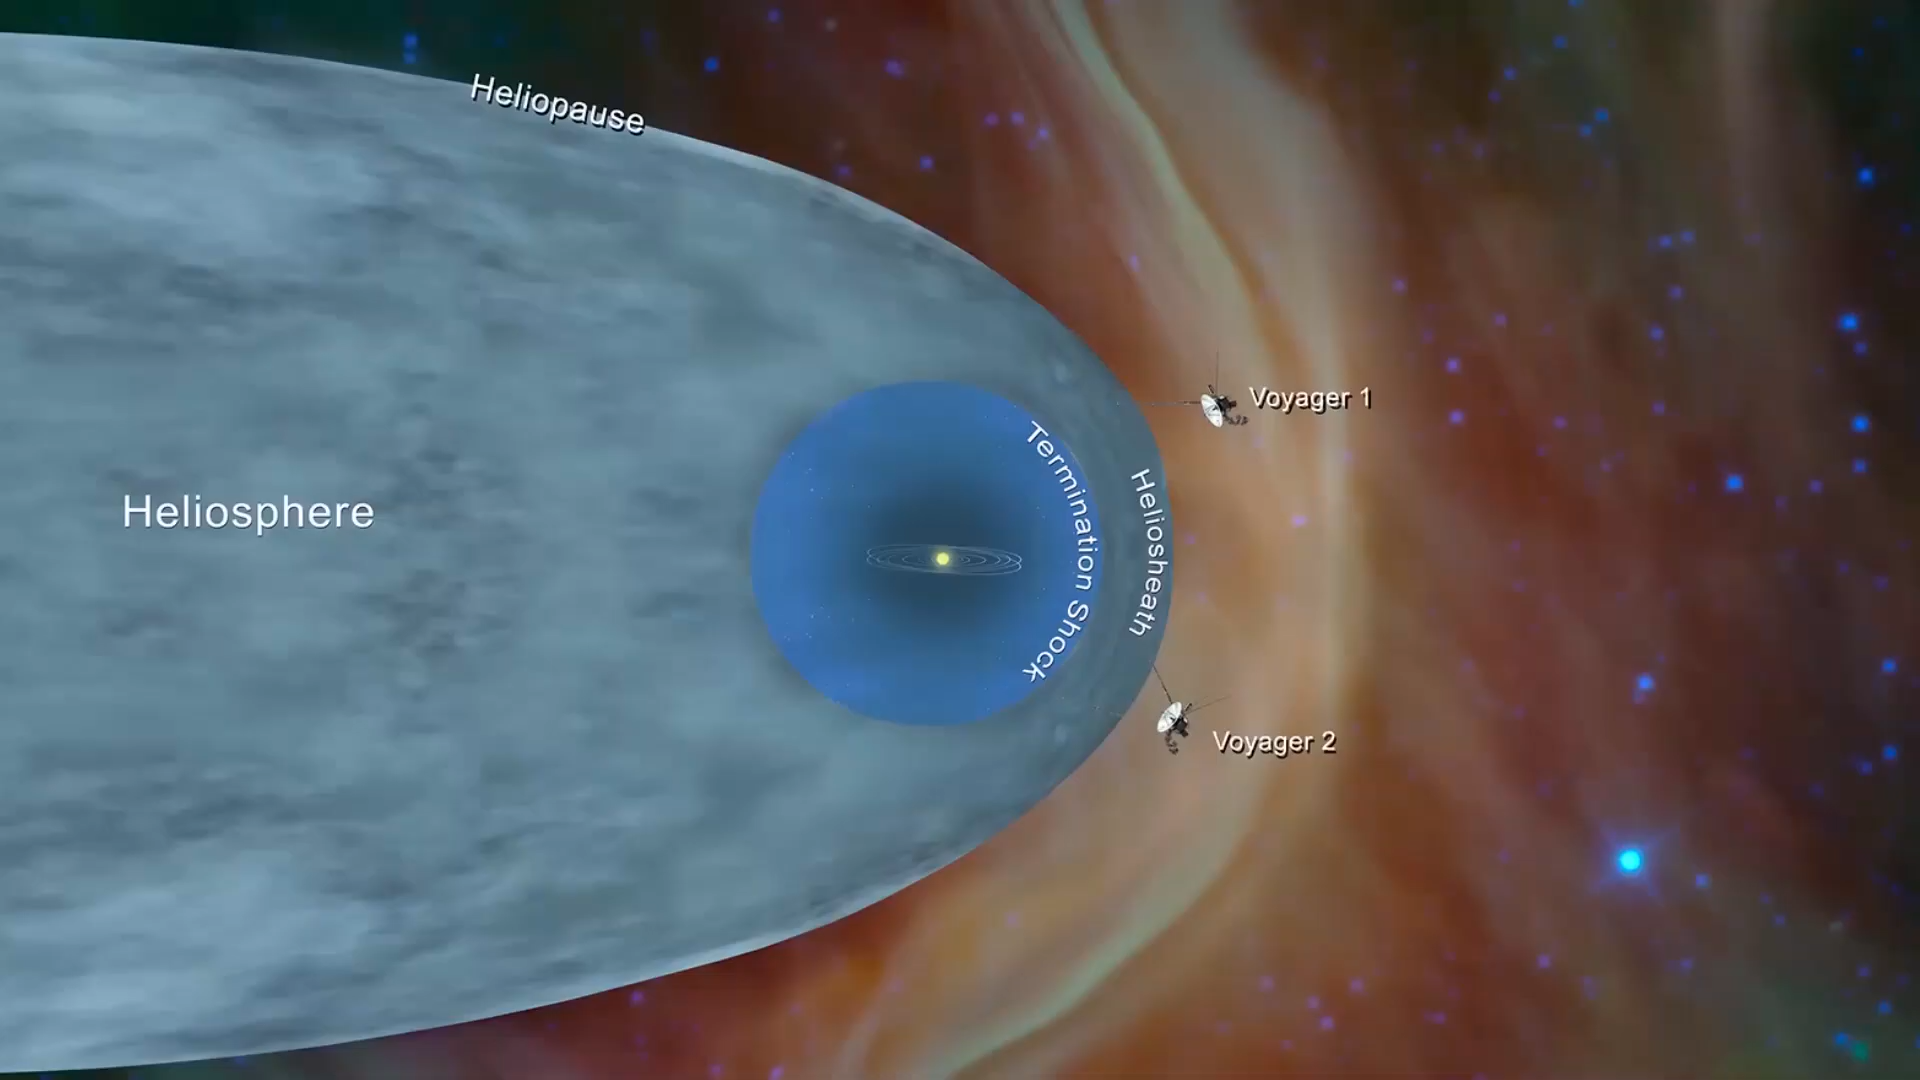 Heliopause
Voyager 1
Termination Shock
Heliosheath
Heliosphere
Voyager 2